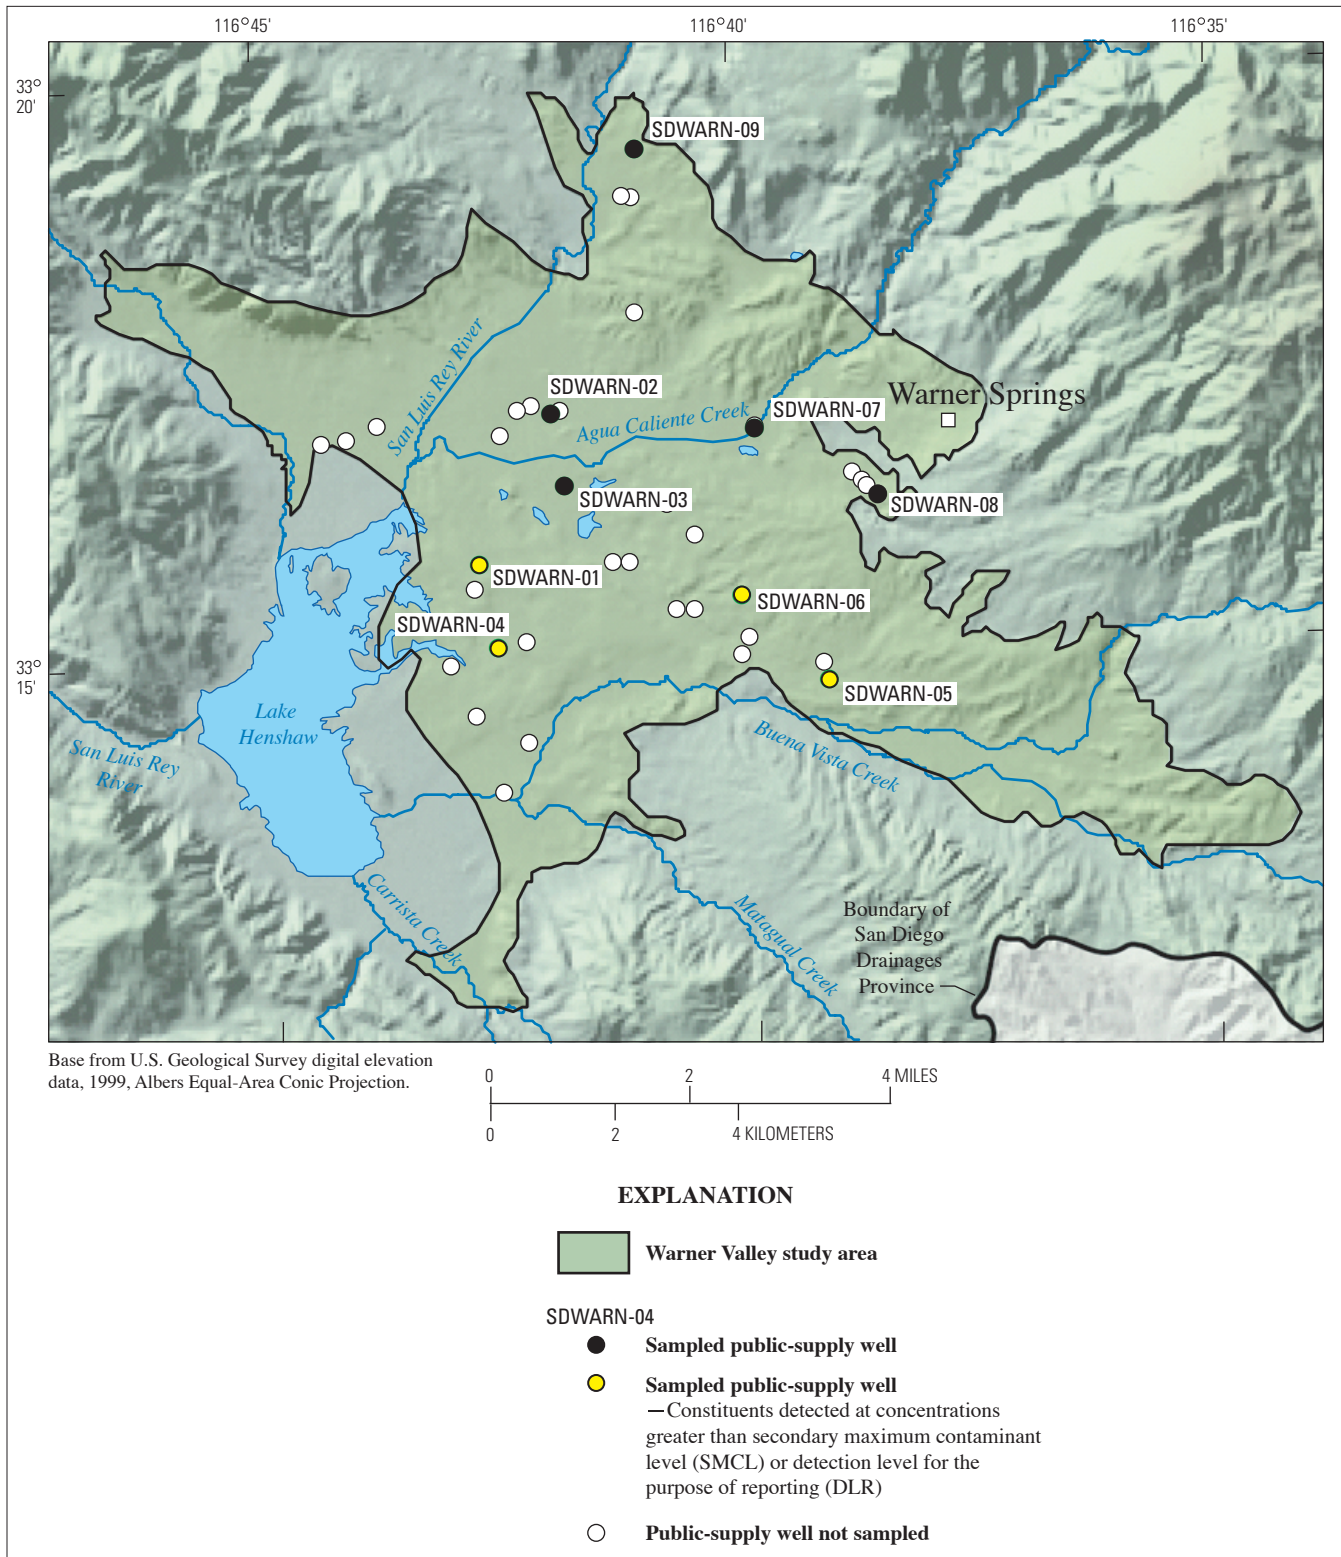 116°45'
116°40'
116°35'
33°
20'
SDWARN-09
San Luis Rey River
SDWARN-02
Agua Caliente Creek
SDWARN-07
Warner Springs
SDWARN-03
SDWARN-08
SDWARN-01
SDWARN-06
SDWARN-04
33°
15'
SDWARN-05
Lake
Henshaw
San Luis Rey
River
Buena Vista Creek
Carrista Creek
Matagual Creek
Boundary of
San Diego
Drainages
Province
Base from U.S. Geological Survey digital elevation
data, 1999, Albers Equal-Area Conic Projection.
0 2 4 MILES
0 2 4 KILOMETERS
EXPLANATION
Warner Valley study area
SDWARN-04
Sampled public-supply well
Sampled public-supply well
—Constituents detected at concentrations
greater than secondary maximum contaminant
level (SMCL) or detection level for the
purpose of reporting (DLR)
Public-supply well not sampled